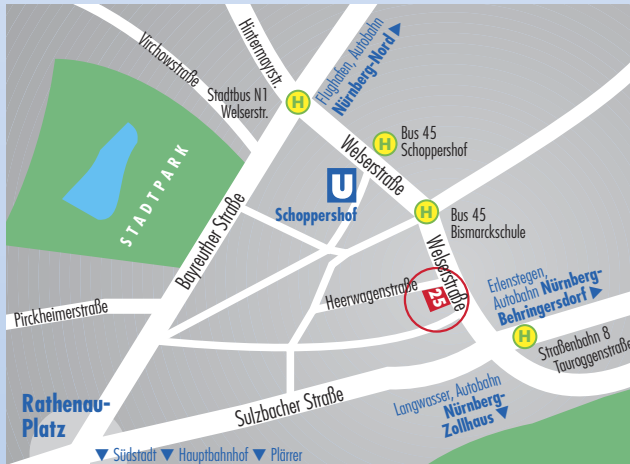 Virchowstraße
Hintermayrstr.
Flughafen, Autobahn
Nürnberg-Nord
Stadtbus N1
Welserstr.
H
H
Bus 45
Schoppershof
Welserstraße
U
Schoppershof
STADTPARK
H
Bus 45
Bismarckschule
Bayreuther Straße
Welserstraße
Heerwagenstraße
25
Erlenstegen,
Autobahn Nürnberg-
Behringersdorf
Pirckheimerstraße
H
Straßenbahn 8
Tauroggenstraße
Rathenau-
Platz
Sulzbacher Straße
Langwasser, Autobahn
Nürnberg-
Zollhaus
Südstadt Hauptbahnhof Plärrer